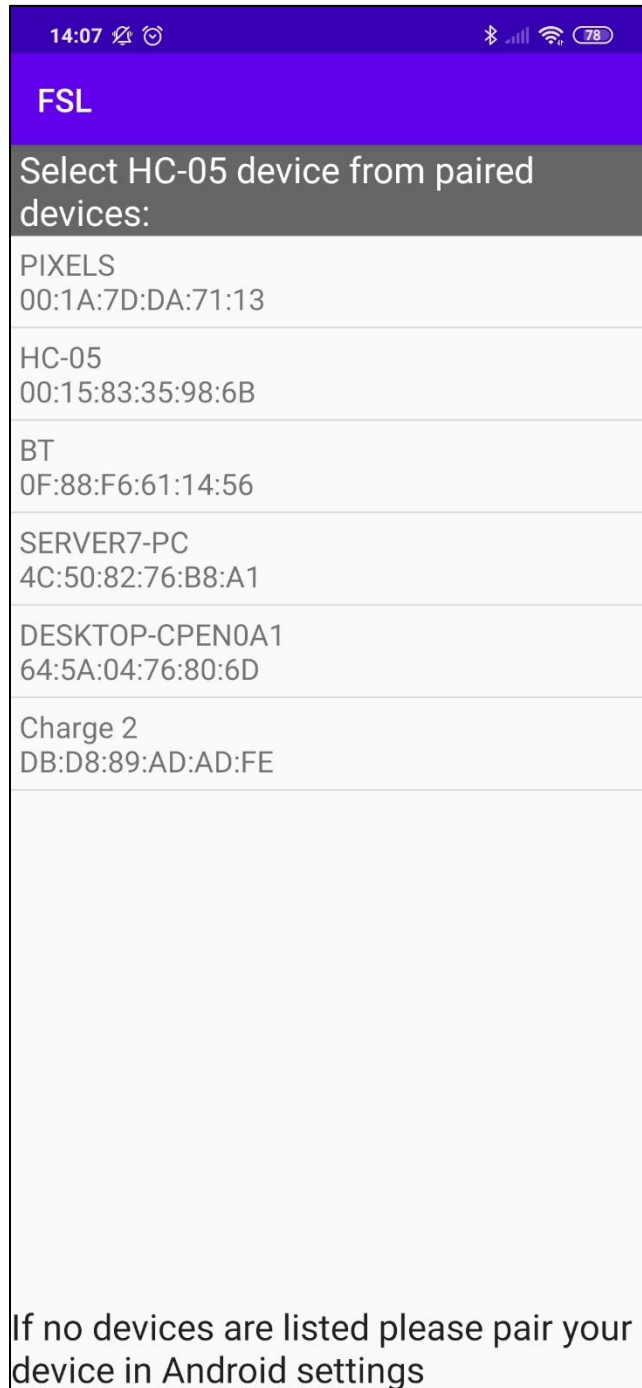 14:07
78
FSL
Select HC-05 device from paired
devices:
PIXELS
00:1A:7D:DA:71:13
HC-05
00:15:83:35:98:6B
BT
0F:88:F6:61:14:56
SERVER7-PC
4C:50:82:76:B8:A1
DESKTOP-CPEN0A1
64:5A:04:76:80:6D
Charge 2
DB:D8:89:AD:AD:FE
If no devices are listed please pair your
device in Android settings